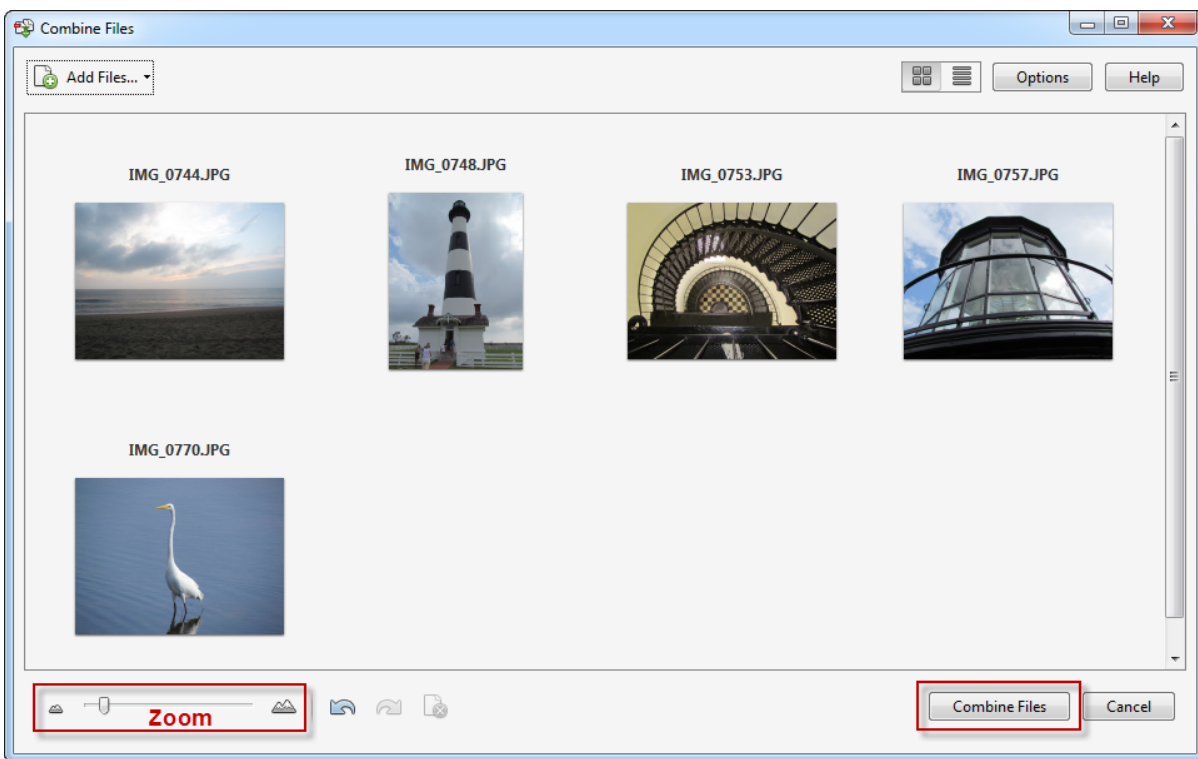 Combine Files
Add Files...
Options
Help
IMG_0744.JPG
IMG_0748.JPG
IMG_0753.JPG
IMG_0757.JPG
IMG_0770.JPG
Zoom
Combine Files
Cancel